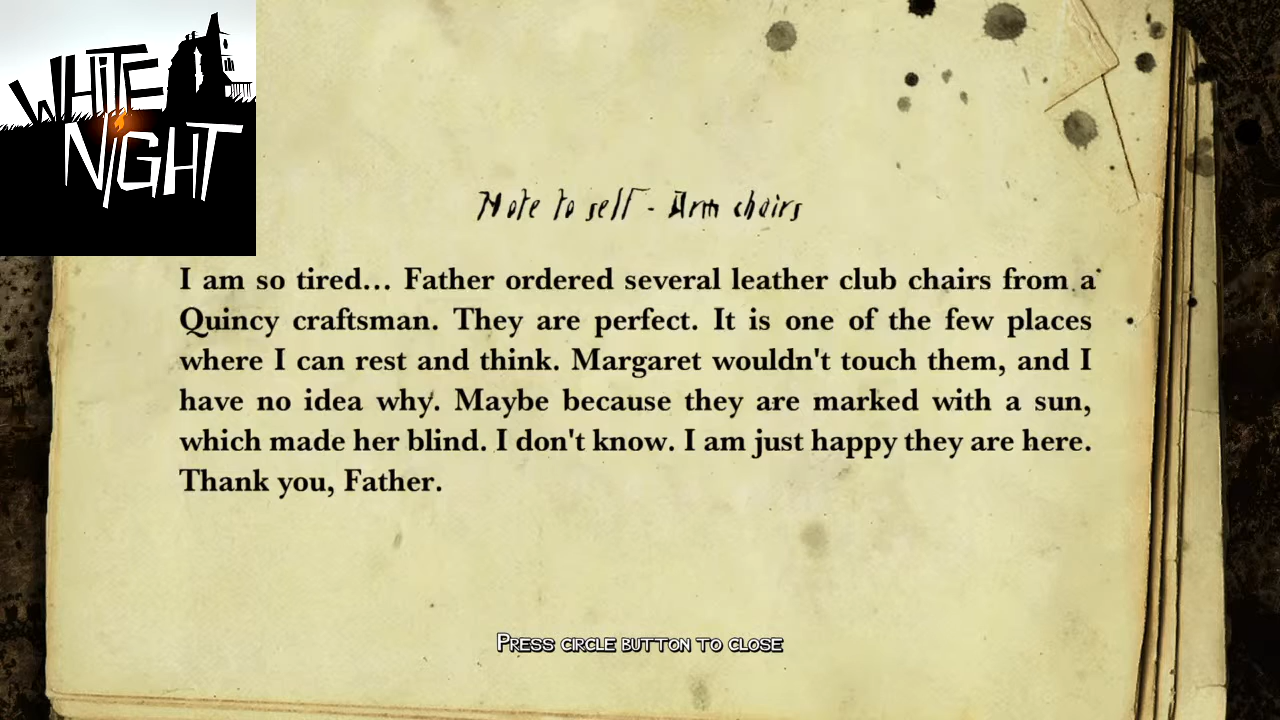 WHITE
NIGHT
Note to self - Arm chairs
I am so tired... Father ordered several leather club chairs from a
Quincy craftsman. They are perfect. It is one of the few places
where I can rest and think. Margaret wouldn't touch them, and I
have no idea why. Maybe because they are marked with a sun,
which made her blind. I don't know. I am just happy they are here.
Thank you, Father.
Press circle button to close